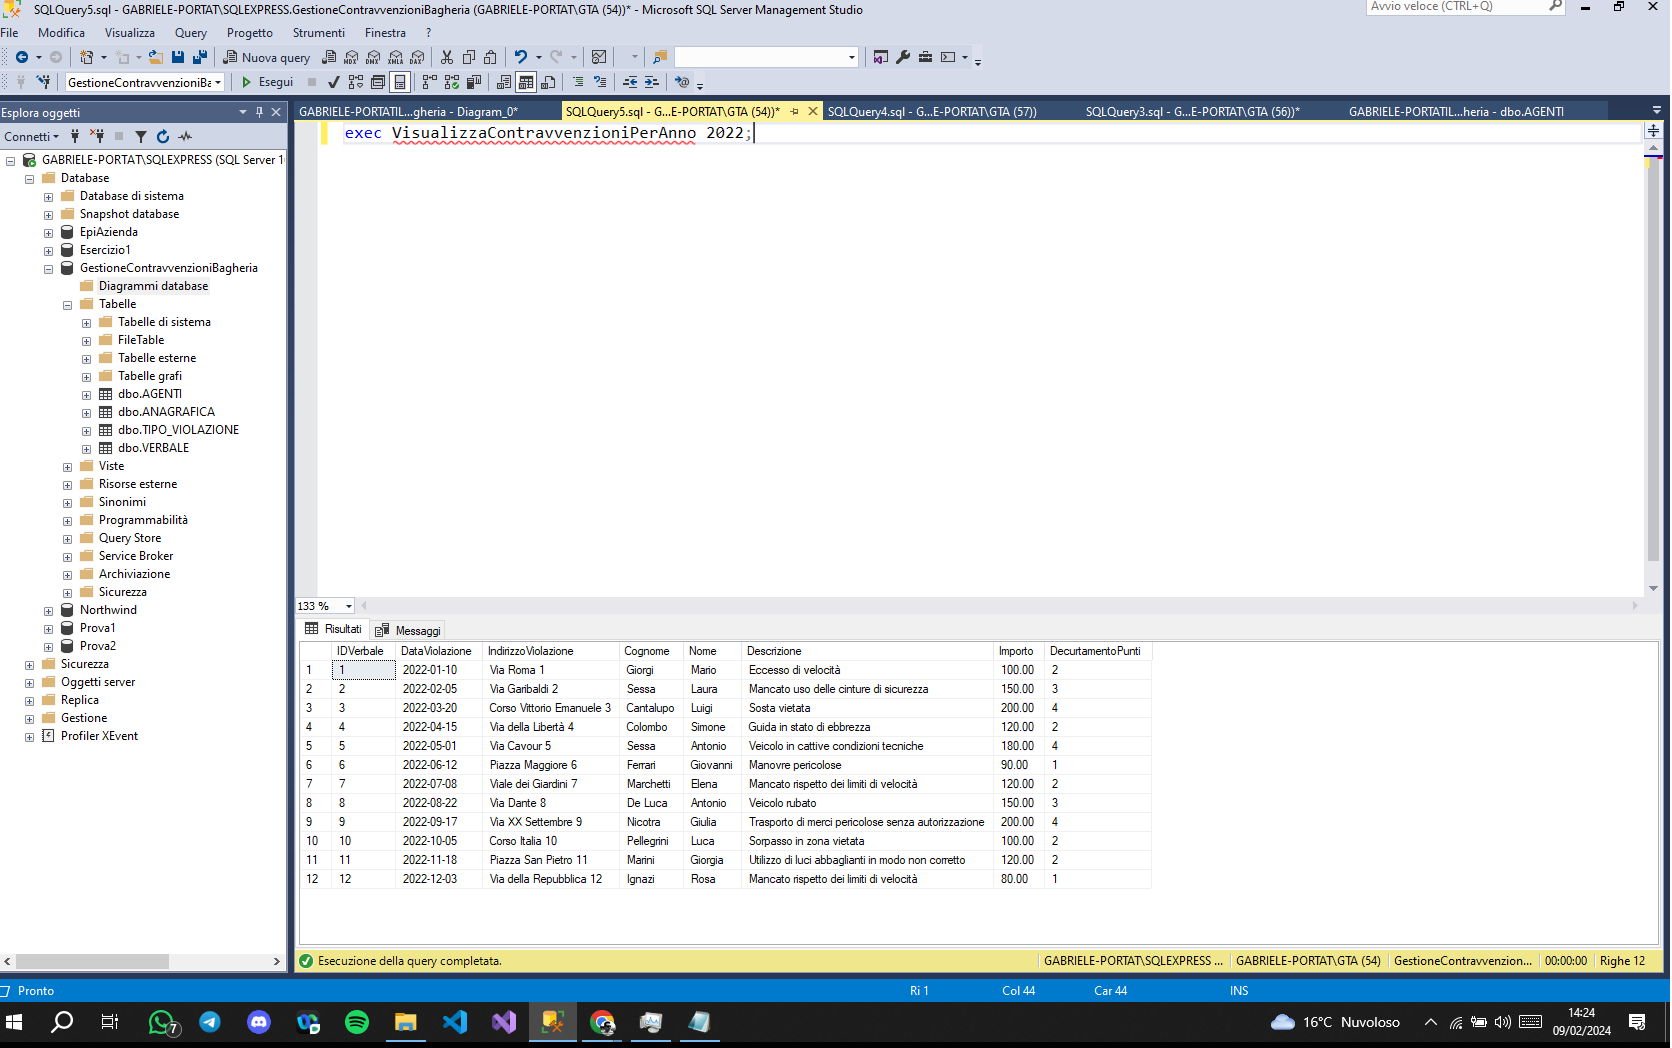 SQLQuery5.sql - GABRIELE-PORTAT\SQLEXPRESS.GestioneContravvenzioniBagheria (GABRIELE-PORTAT\GTA (54))* - Microsoft SQL Server Management Studio
Avvio veloce (CTRL+Q)
File Modifica Visualizza Query Progetto Strumenti Finestra ?
Nuova query
MDX DMX XMLA DAX
GestioneContravvenzioniBa Esegui
Esplora oggetti
GABRIELE-PORTATIL...gheria - Diagram_0* SQLQuery5.sql - G...E-PORTAT\GTA (54))* SQLQuery4.sql - G...E-PORTAT\GTA (57)) SQLQuery3.sql - G...E-PORTAT\GTA (56))* GABRIELE-PORTATIL...gheria - dbo.AGENTI
Connetti
exec VisualizzaContravvenzioniPerAnno 2022;
GABRIELE-PORTAT\SQLEXPRESS (SQL Server 1
Database
Database di sistema
Snapshot database
EpiAzienda
Esercizio1
GestioneContravvenzioniBagheria
Diagrammi database
Tabelle
Tabelle di sistema
FileTable
Tabelle esterne
Tabelle grafi
dbo.AGENTI
dbo.ANAGRAFICA
dbo.TIPO_VIOLAZIONE
dbo.VERBALE
Viste
Risorse esterne
Sinonimi
Programmabilità
Query Store
Service Broker
Archiviazione
Sicurezza
Northwind
Prova1
Prova2
Sicurezza
Oggetti server
Replica
Gestione
Profiler XEvent
133 %
Risultati Messaggi
IDVerbale DataViolazione IndirizzoViolazione Cognome Nome Descrizione Importo DecurtamentoPunti
1 1 2022-01-10 Via Roma 1 Giorgi Mario Eccesso di velocità 100.00 2
2 2 2022-02-05 Via Garibaldi 2 Sessa Laura Mancato uso delle cinture di sicurezza 150.00 3
3 3 2022-03-20 Corso Vittorio Emanuele 3 Cantalupo Luigi Sosta vietata 200.00 4
4 4 2022-04-15 Via della Libertà 4 Colombo Simone Guida in stato di ebbrezza 120.00 2
5 5 2022-05-01 Via Cavour 5 Sessa Antonio Veicolo in cattive condizioni tecniche 180.00 4
6 6 2022-06-12 Piazza Maggiore 6 Ferrari Giovanni Manovre pericolose 90.00 1
7 7 2022-07-08 Viale dei Giardini 7 Marchetti Elena Mancato rispetto dei limiti di velocità 120.00 2
8 8 2022-08-22 Via Dante 8 De Luca Antonio Veicolo rubato 150.00 3
9 9 2022-09-17 Via XX Settembre 9 Nicotra Giulia Trasporto di merci pericolose senza autorizzazione 200.00 4
10 10 2022-10-05 Corso Italia 10 Pellegrini Luca Sorpasso in zona vietata 100.00 2
11 11 2022-11-18 Piazza San Pietro 11 Marini Giorgia Utilizzo di luci abbaglianti in modo non corretto 120.00 2
12 12 2022-12-03 Via della Repubblica 12 Ignazi Rosa Mancato rispetto dei limiti di velocità 80.00 1
Esecuzione della query completata. GABRIELE-PORTAT\SQLEXPRESS ... GABRIELE-PORTAT\GTA (54) GestioneContravvenzion... 00:00:00 Righe 12
Pronto Ri 1 Col 44 Car 44 INS
7
16°C Nuvoloso
14:24
09/02/2024